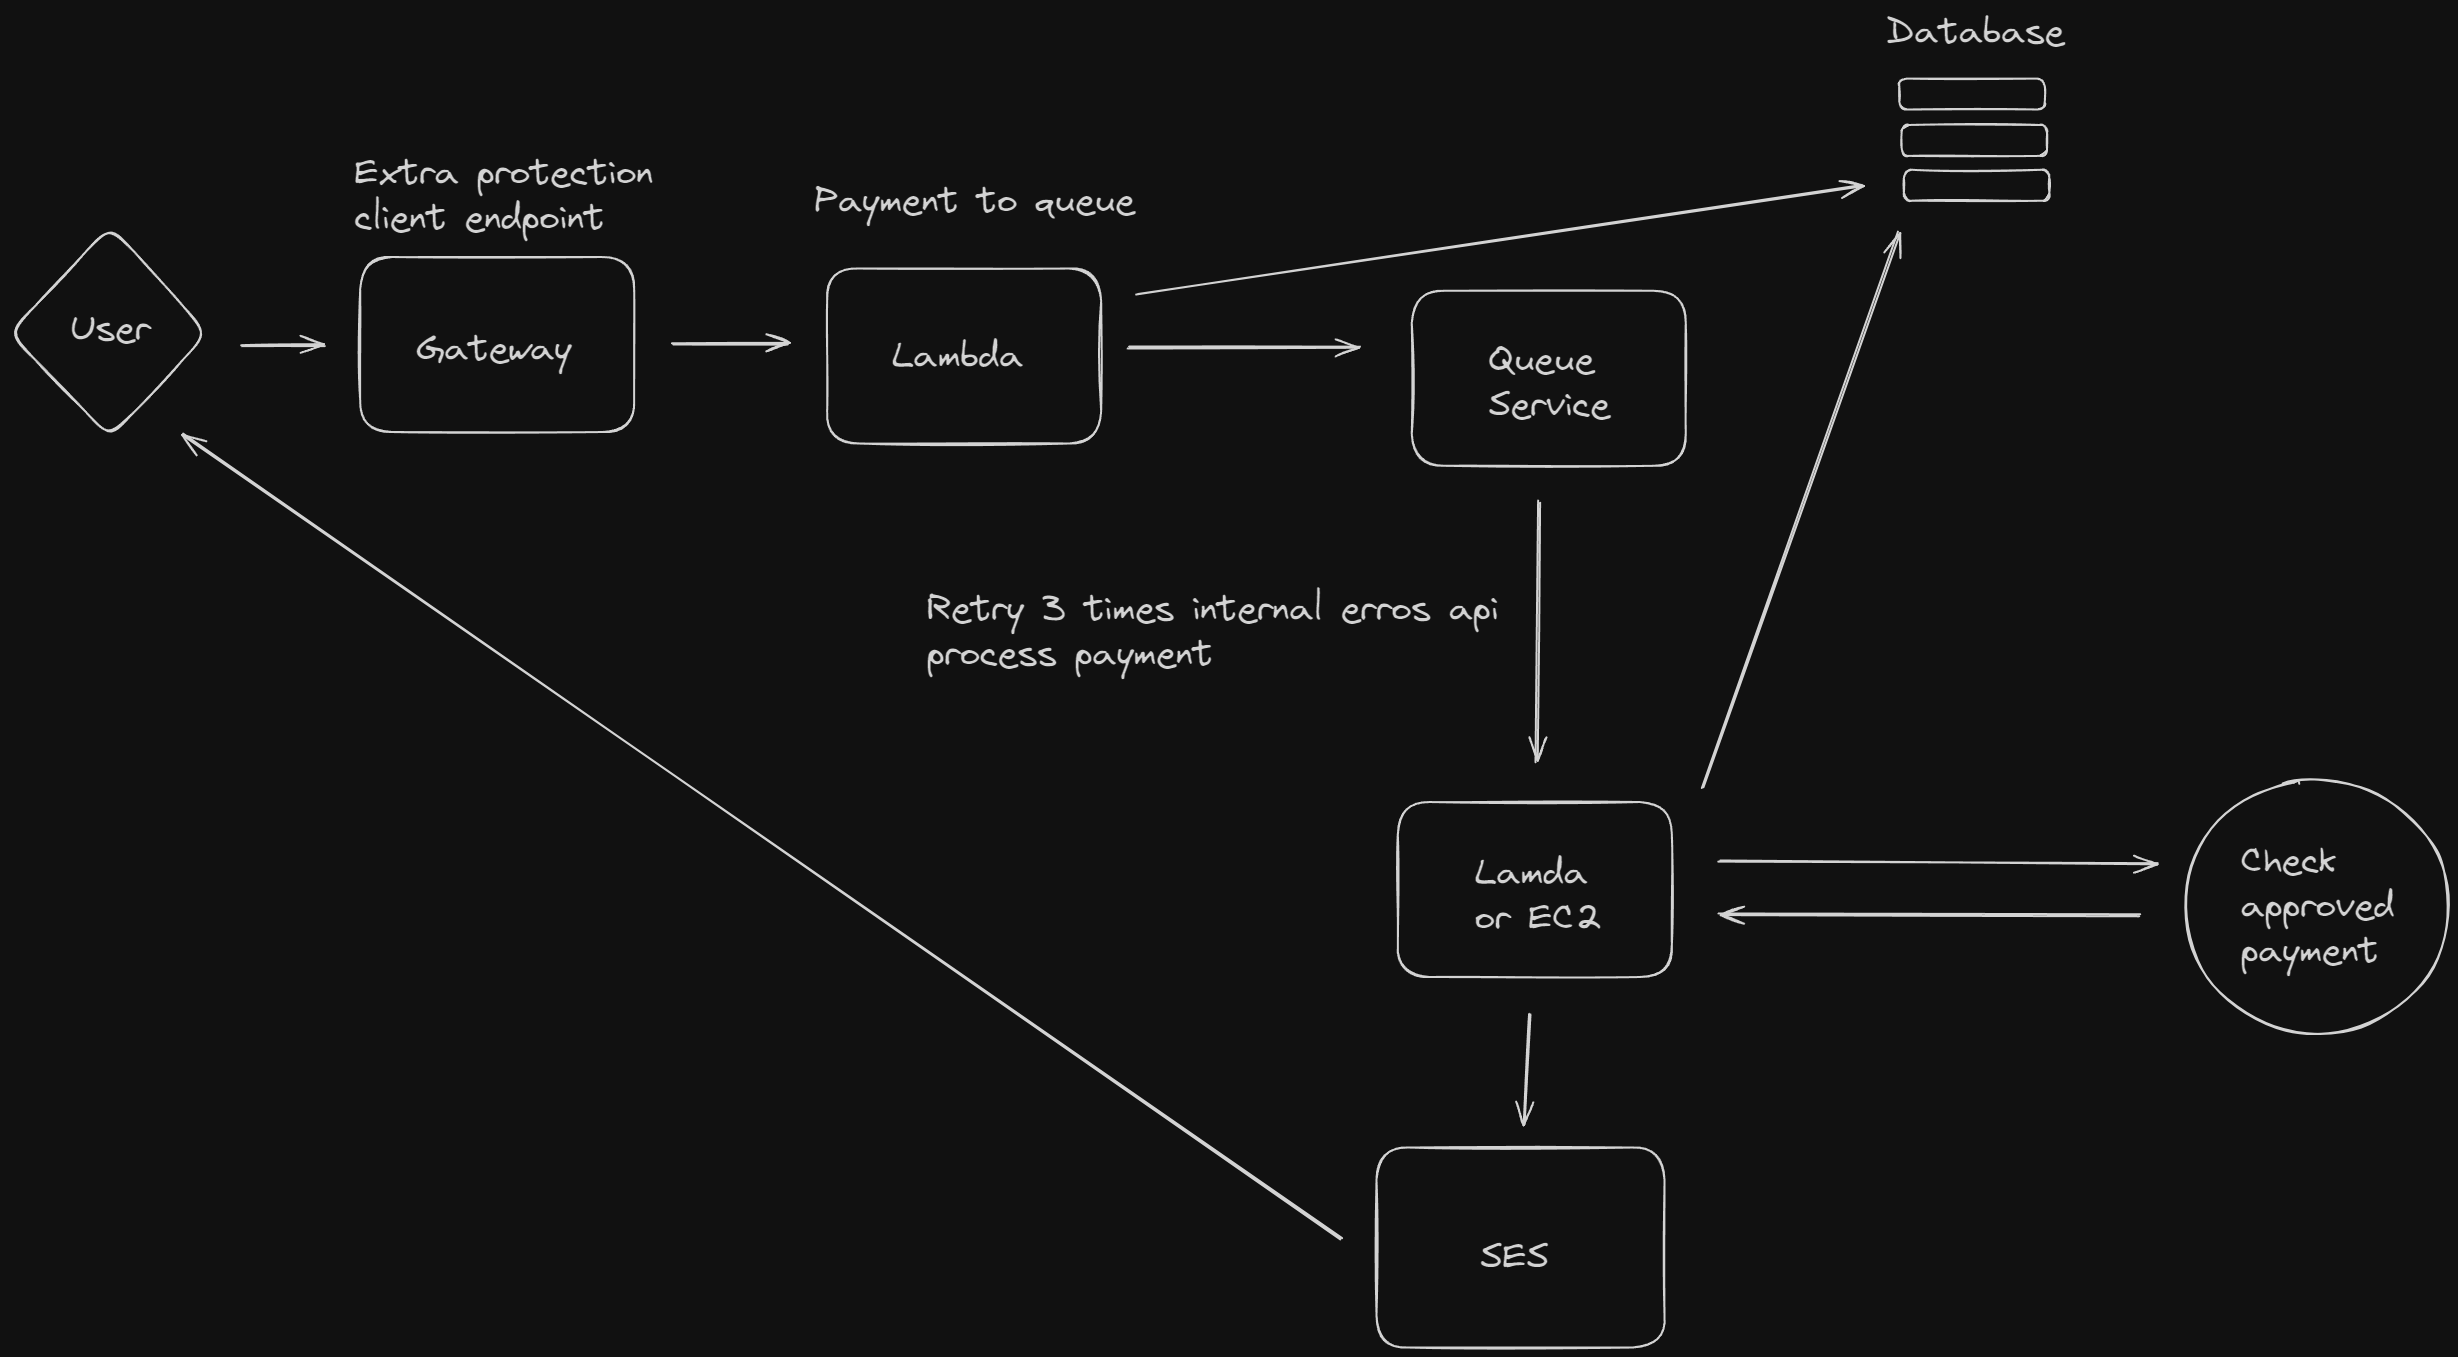 Database
Extra protection
client endpoint
Payment to queue
User
Gateway
Lambda
Queue
Service
Retry 3 times internal erros api
process payment
Lamda
or EC2
Check
approved
payment
SES